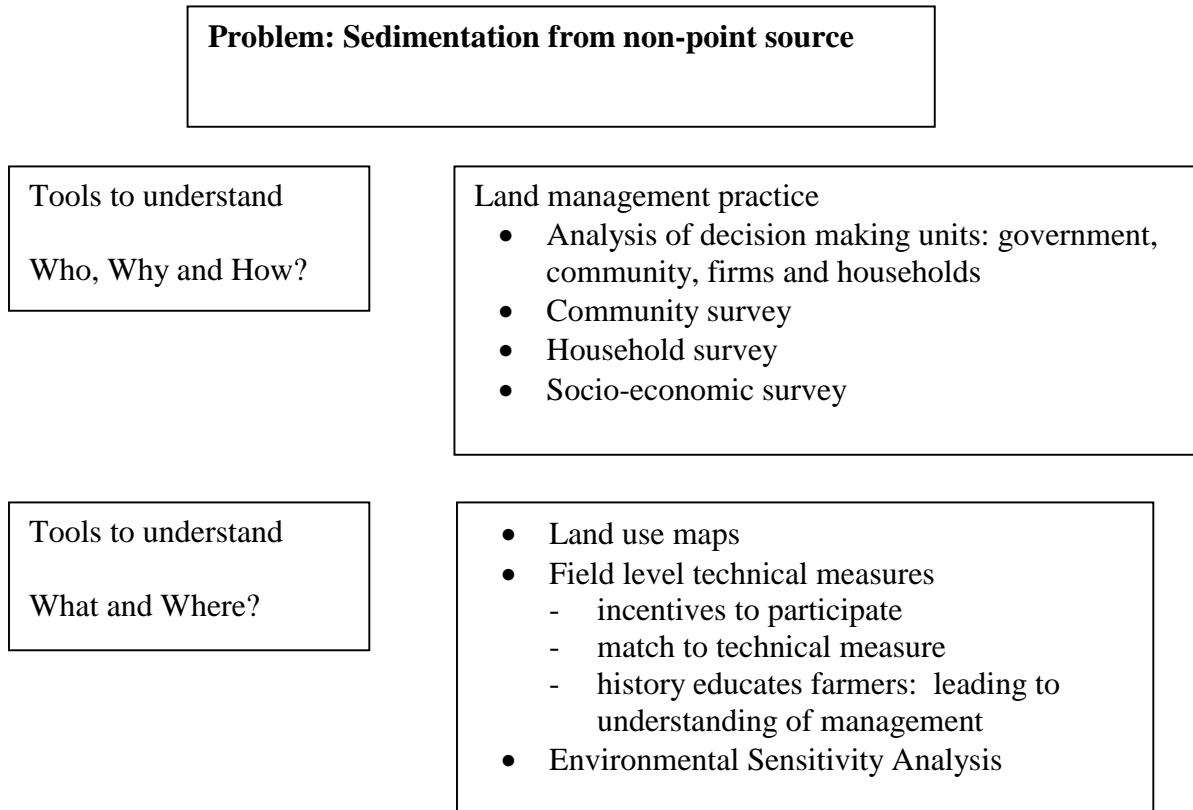 Problem: Sedimentation from non-point source
Tools to understand
Who, Why and How?
Land management practice
• Analysis of decision making units: government,
community, firms and households
• Community survey
• Household survey
• Socio-economic survey
Tools to understand
What and Where?
• Land use maps
• Field level technical measures
- incentives to participate
- match to technical measure
- history educates farmers: leading to
understanding of management
• Environmental Sensitivity Analysis